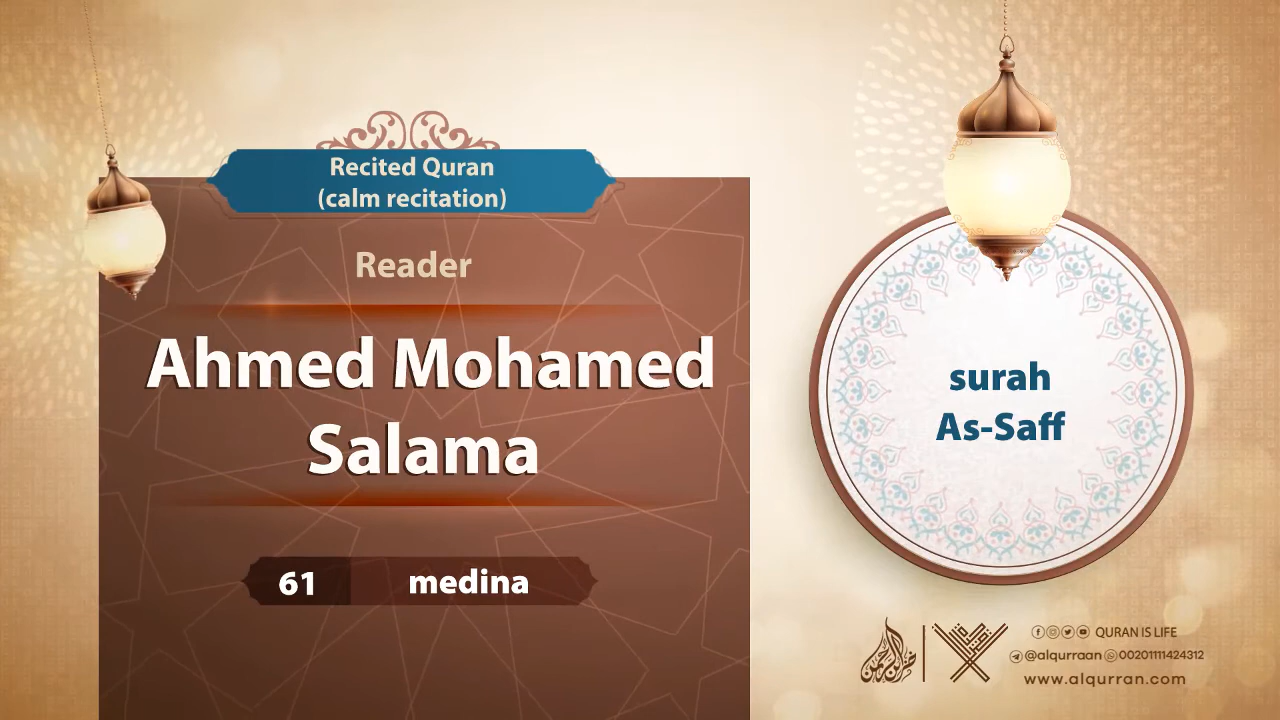 Recited Quran
(calm recitation)
Reader
Ahmed Mohamed
Salama
61 medina
surah
As-Saff
QURAN IS LIFE
@alqurraan 00201111424312
www.alqurran.com